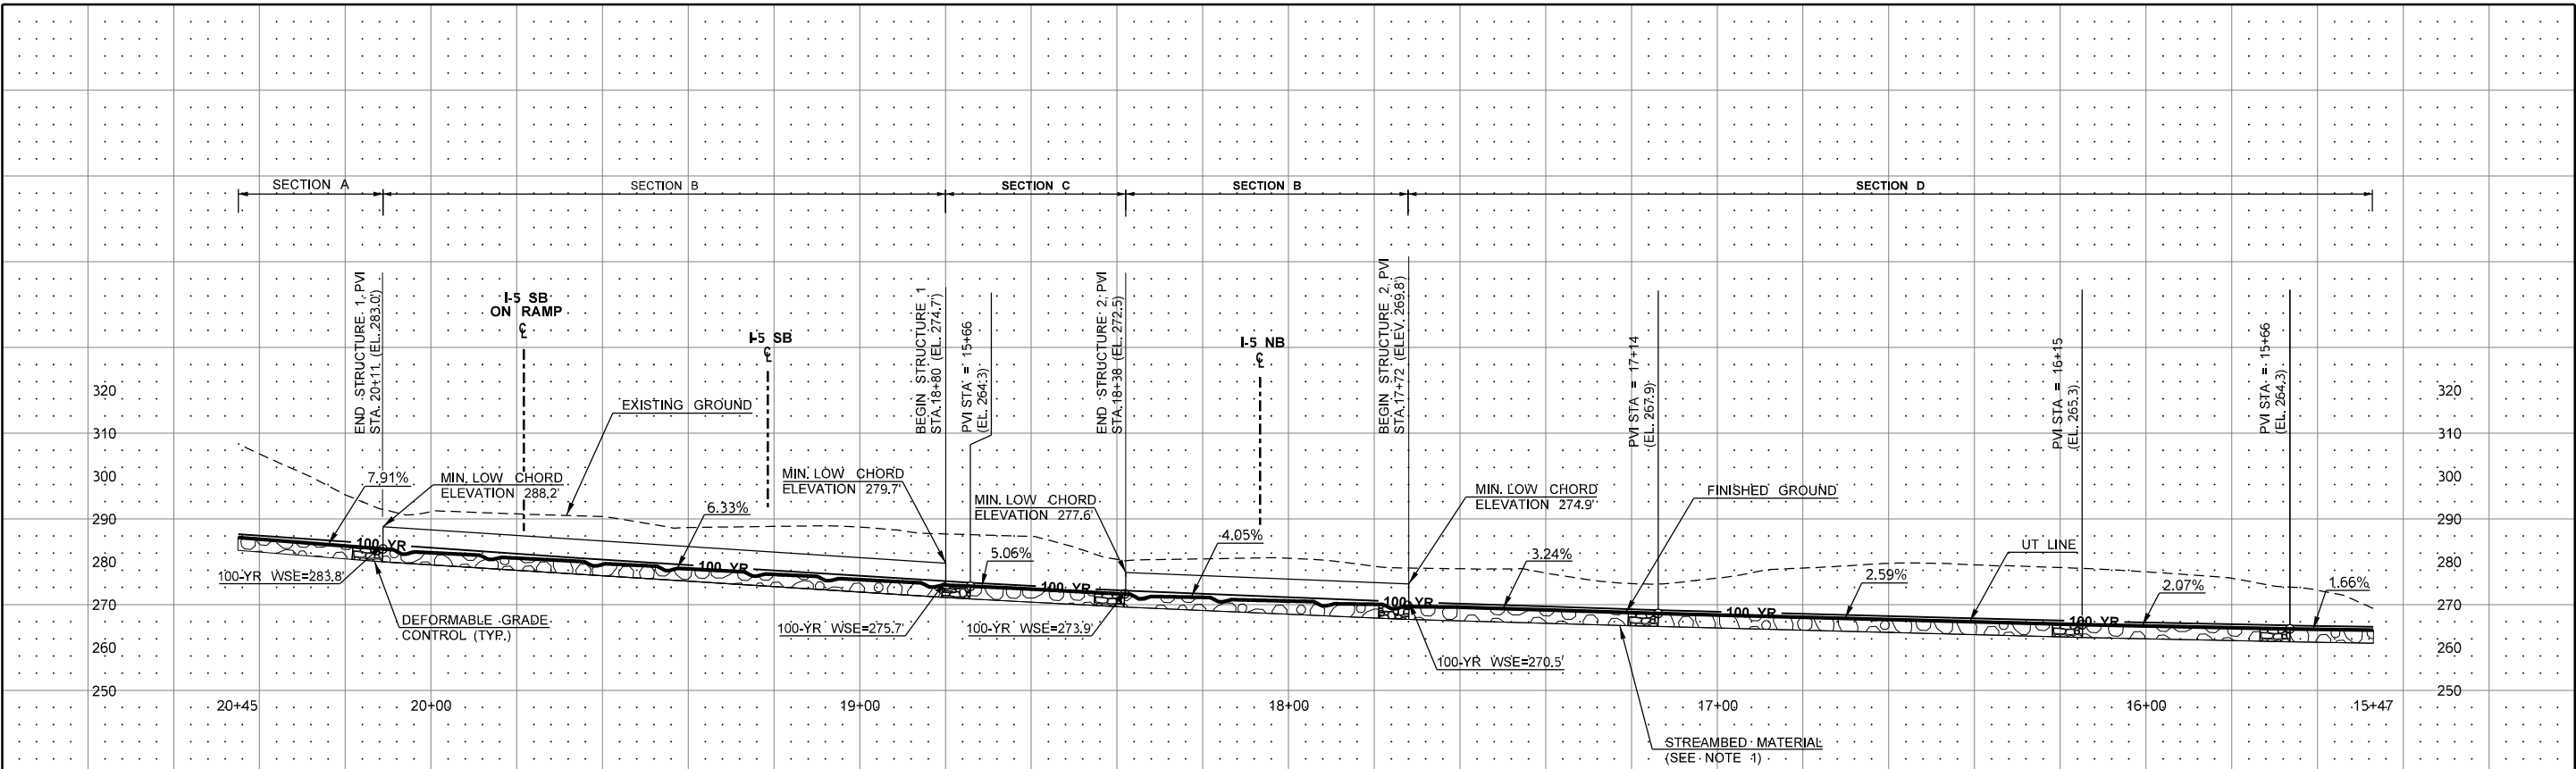 SECTION A
SECTION B
SECTION C
SECTION B
SECTION D
END STRUCTURE 1, PVI
STA. 20+11 (EL. 283.0')
I-5 SB
ON RAMP
I-5 SB
BEGIN STRUCTURE 1
STA.18+80 (EL. 274.7')
PVI STA = 15+66
(EL. 264.3)
END STRUCTURE 2, PVI
STA 18+38 (EL. 272.5)
I-5 NB
BEGIN STRUCTURE 2, PVI
STA.17+72 (ELEV. 269.8')
PVI STA = 17+14
(EL. 267.9)
PVI STA = 16+15
(EL. 265.3)
PVI STA = 15+66
(EL. 264.3)
320
310
300
290
280
270
260
250
EXISTING GROUND
7.91%
MIN. LOW CHORD
ELEVATION 288.2'
6.33%
MIN. LOW CHORD
ELEVATION 279.7'
MIN. LOW CHORD
ELEVATION 277.6'
5.06%
4.05%
MIN. LOW CHORD
ELEVATION 274.9'
3.24%
FINISHED GROUND
UT LINE
2.59%
2.07%
1.66%
320
310
300
290
280
270
260
250
100 YR
100 YR
100 YR
100 YR
100 YR
100 YR
100-YR WSE=283.8'
DEFORMABLE GRADE
CONTROL (TYP.)
100-YR WSE=275.7'
100-YR WSE=273.9'
100-YR WSE=270.5'
STREAMBED MATERIAL
(SEE NOTE 1)
20+45
20+00
19+00
18+00
17+00
16+00
15+47